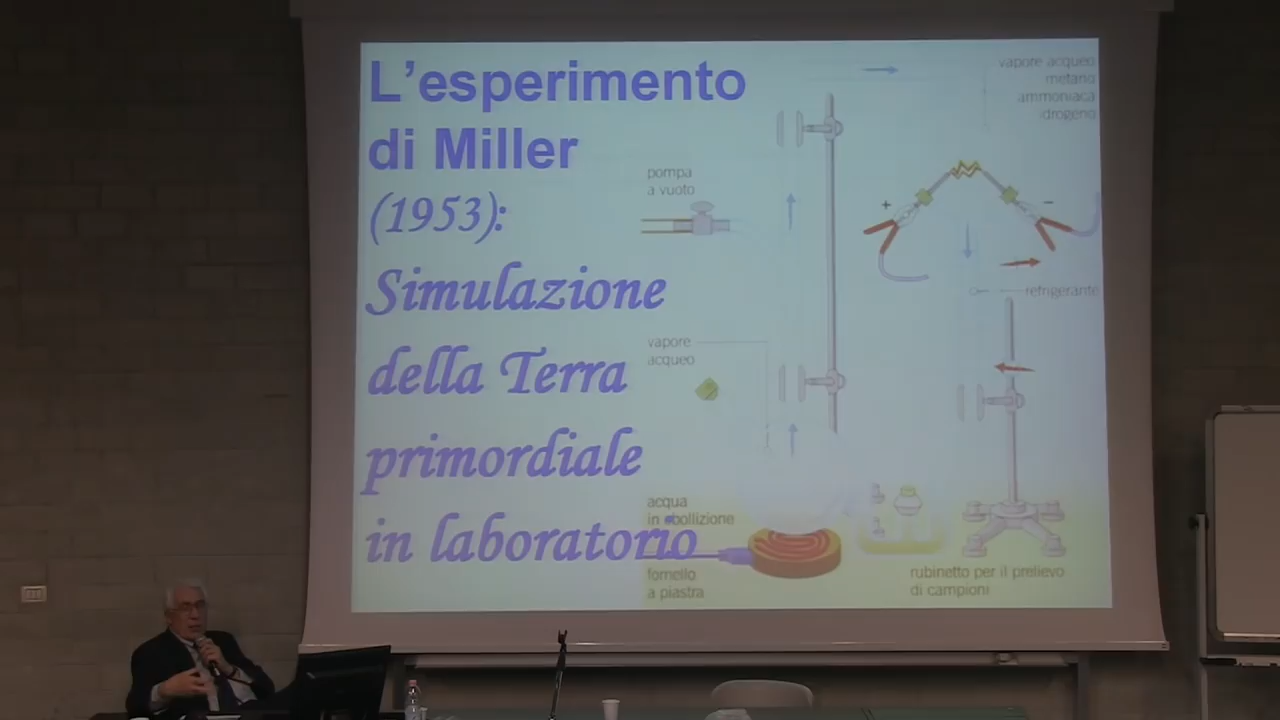 L'esperimento
di Miller
(1953):
Simulazione
della Terra
primordiale
in laboratorio
vapore acqueo
metano
ammoniaca
idrogeno
pompa
a vuoto
+
−
refrigerante
vapore
acqueo
acqua
in ebollizione
fornello
a piastra
rubinetto per il prelievo
di campioni